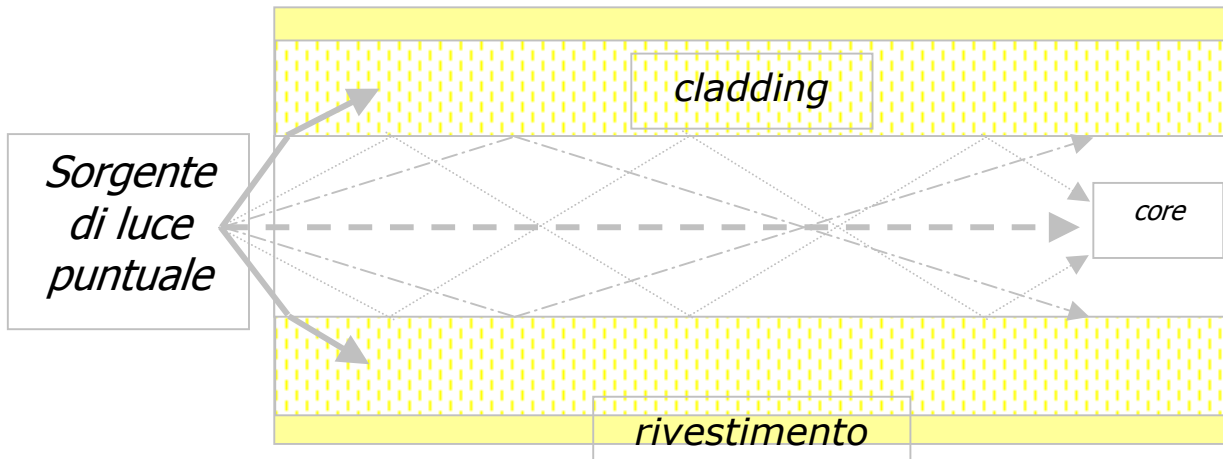 cladding
Sorgente
di luce
puntuale
core
rivestimento